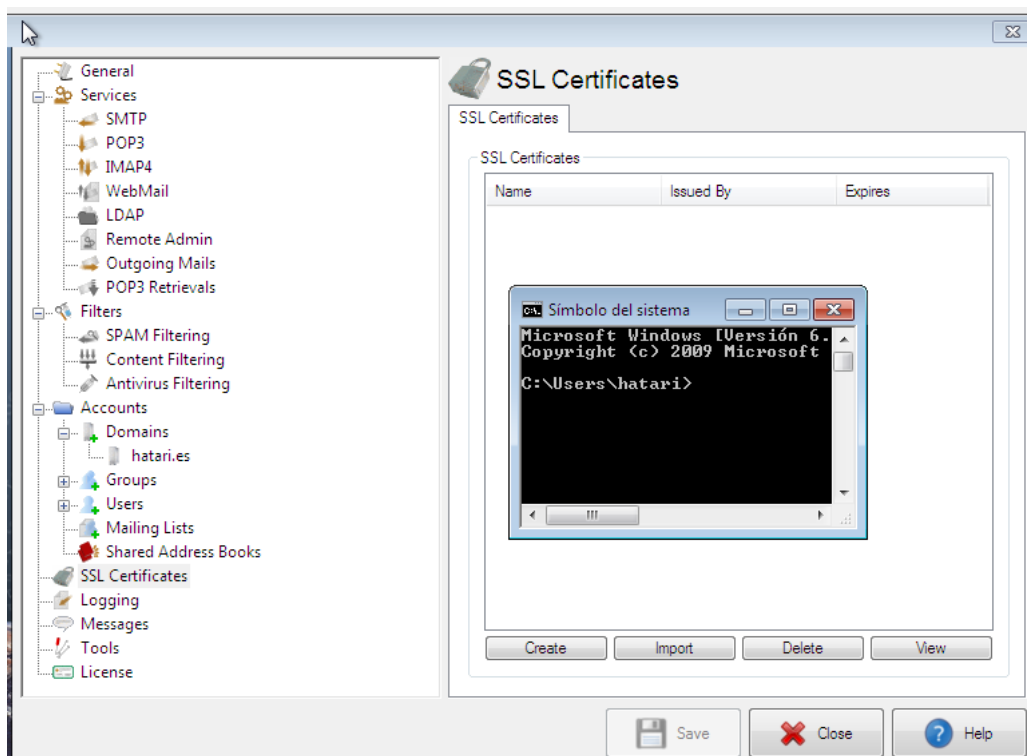 General
Services
SMTP
POP3
IMAP4
WebMail
LDAP
Remote Admin
Outgoing Mails
POP3 Retrievals
Filters
SPAM Filtering
Content Filtering
Antivirus Filtering
Accounts
Domains
hatari.es
Groups
Users
Mailing Lists
Shared Address Books
SSL Certificates
Logging
Messages
Tools
License
SSL Certificates
SSL Certificates
SSL Certificates
Name Issued By Expires
C:\.
Símbolo del sistema
Microsoft Windows [Versión 6.
Copyright (c) 2009 Microsoft
C:\Users\hatari>
Create Import Delete View
Save Close Help